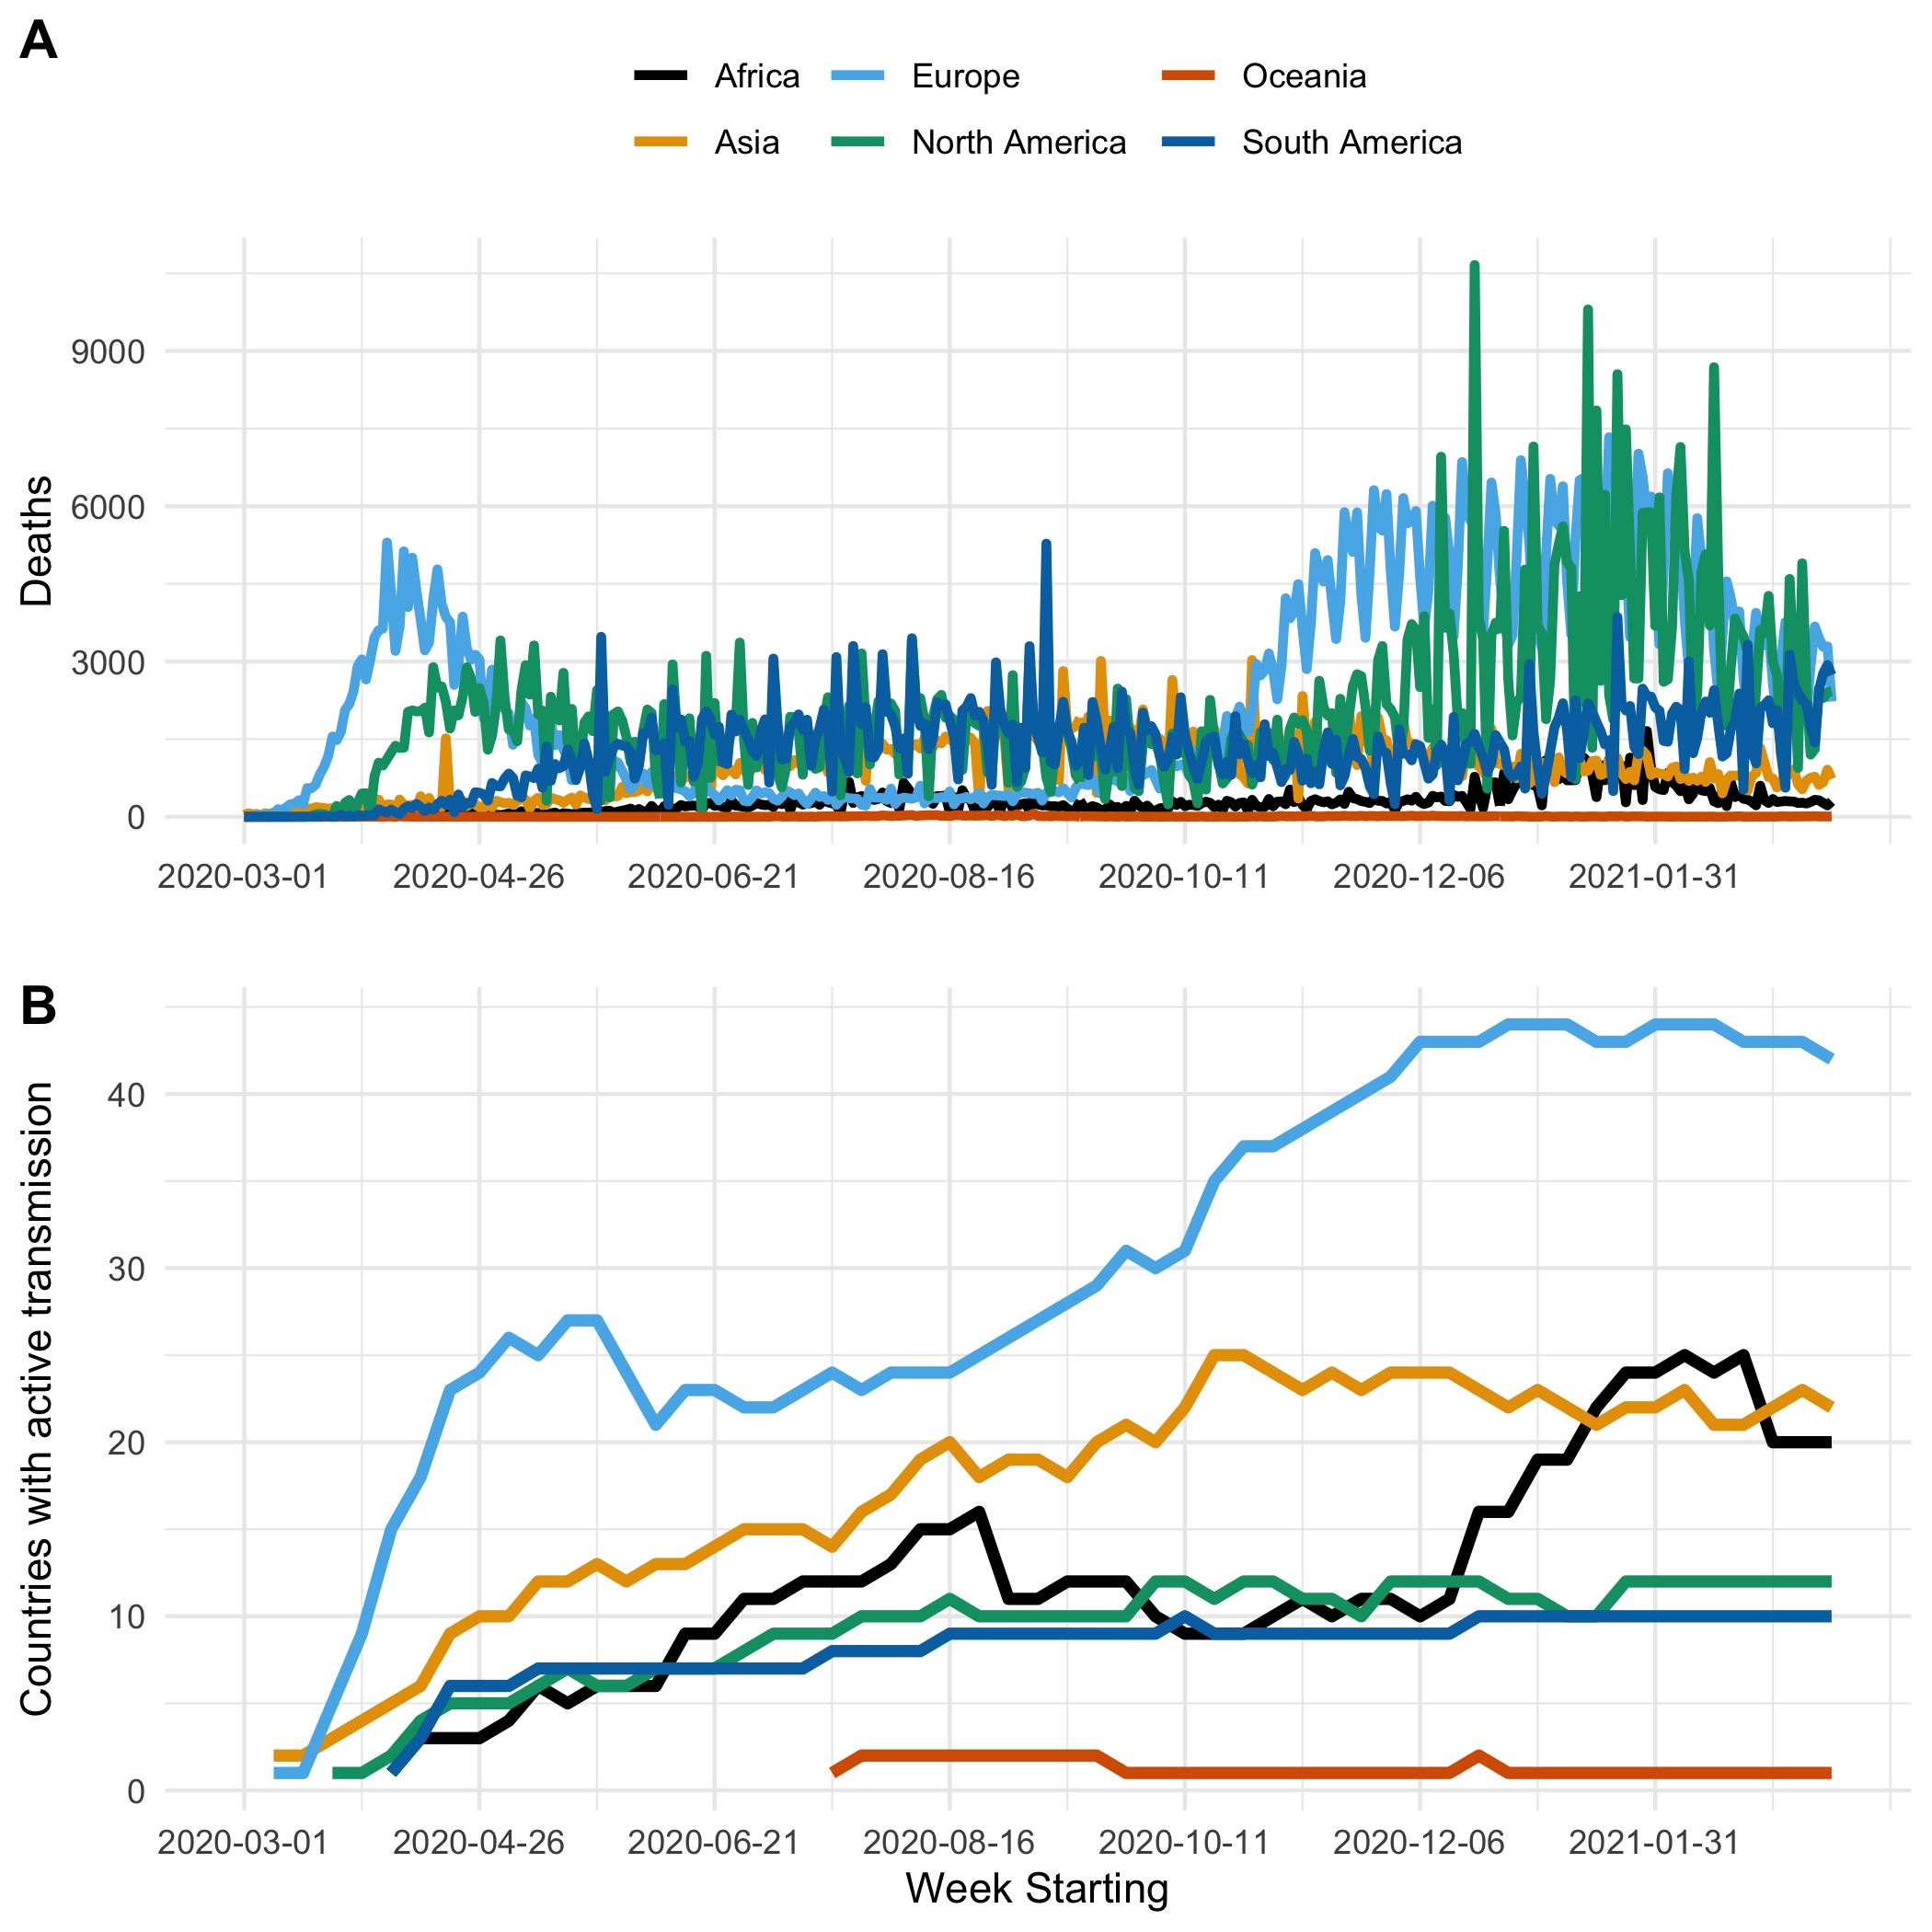 A
Africa Europe Oceania
Asia North America South America
9000
6000
3000
0
Deaths
2020-03-01 2020-04-26 2020-06-21 2020-08-16 2020-10-11 2020-12-06 2021-01-31
B
40
30
20
10
0
Countries with active transmission
2020-03-01 2020-04-26 2020-06-21 2020-08-16 2020-10-11 2020-12-06 2021-01-31
Week Starting